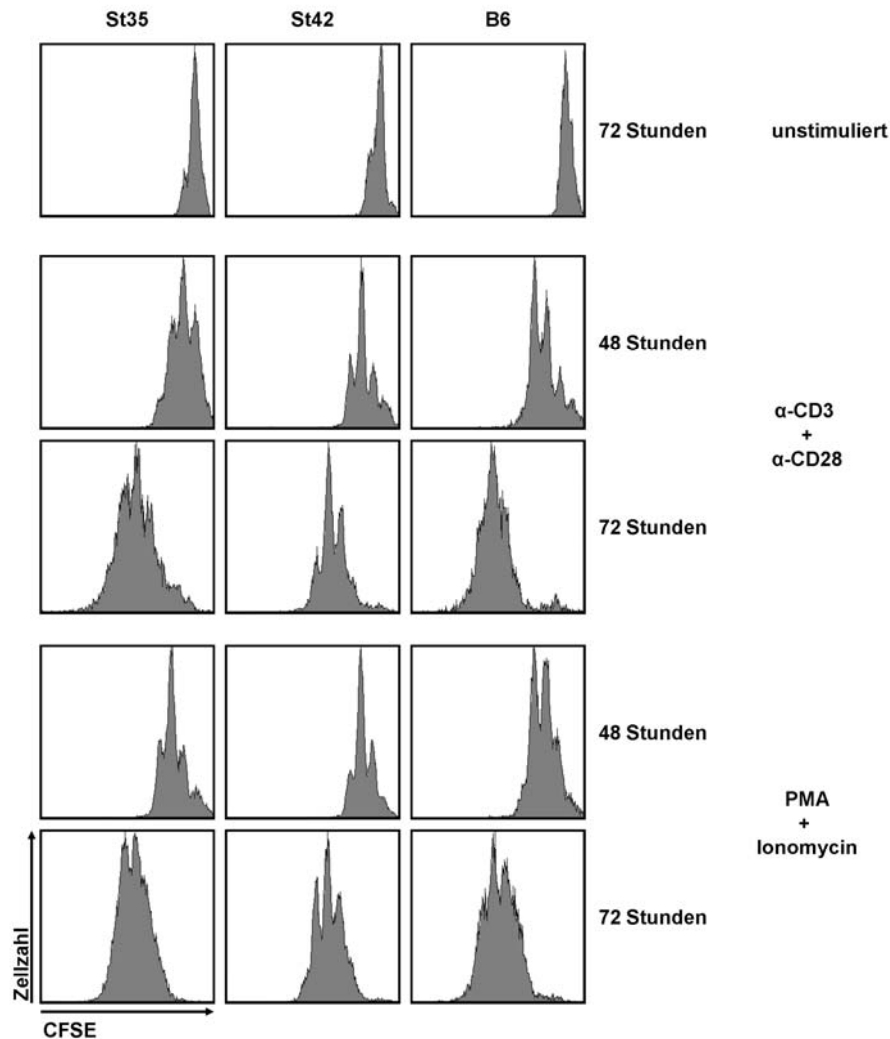 St35 St42 B6
72 Stunden unstimuliert
48 Stunden
α-CD3
+
α-CD28
72 Stunden
48 Stunden
PMA
+
Ionomycin
72 Stunden
Zellzahl
CFSE